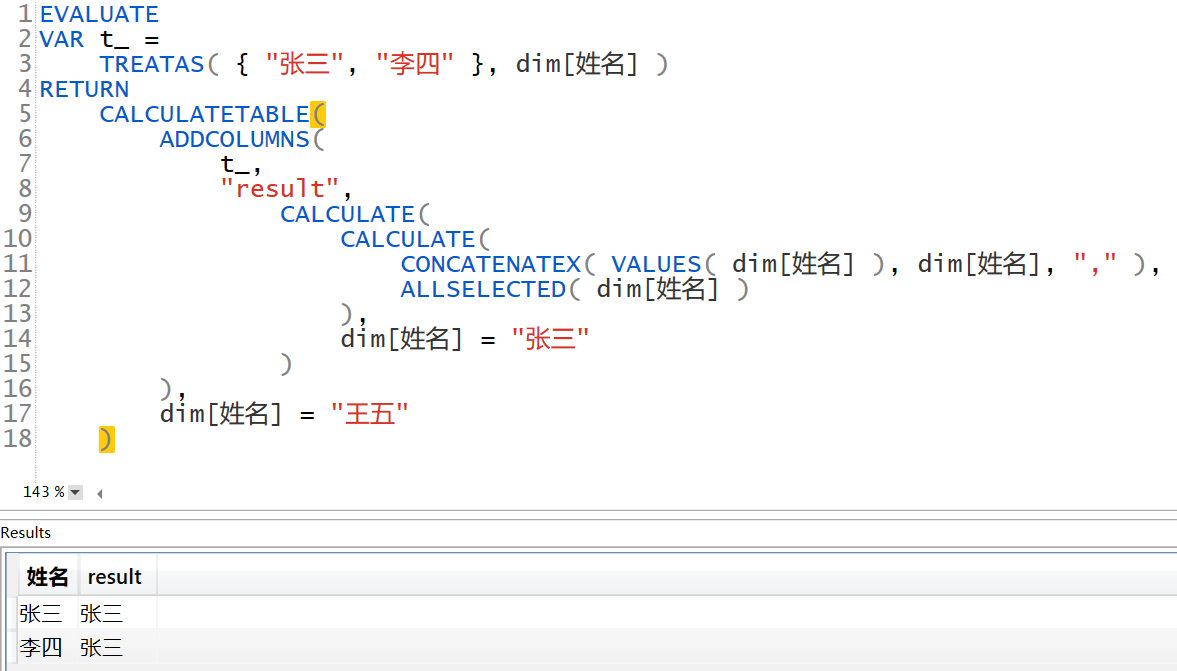 1 EVALUATE
2 VAR t_ =
3 TREATAS( { "张三", "李四" }, dim[姓名] )
4 RETURN
5 CALCULATETABLE(
6 ADDCOLUMNS(
7 t_,
8 "result",
9 CALCULATE(
10 CALCULATE(
11 CONCATENATEX( VALUES( dim[姓名] ), dim[姓名], "," ),
12 ALLSELECTED( dim[姓名] )
13 ),
14 dim[姓名] = "张三"
15 )
16 ),
17 dim[姓名] = "王五"
18 )
143 %
Results
姓名 result
张三 张三
李四 张三